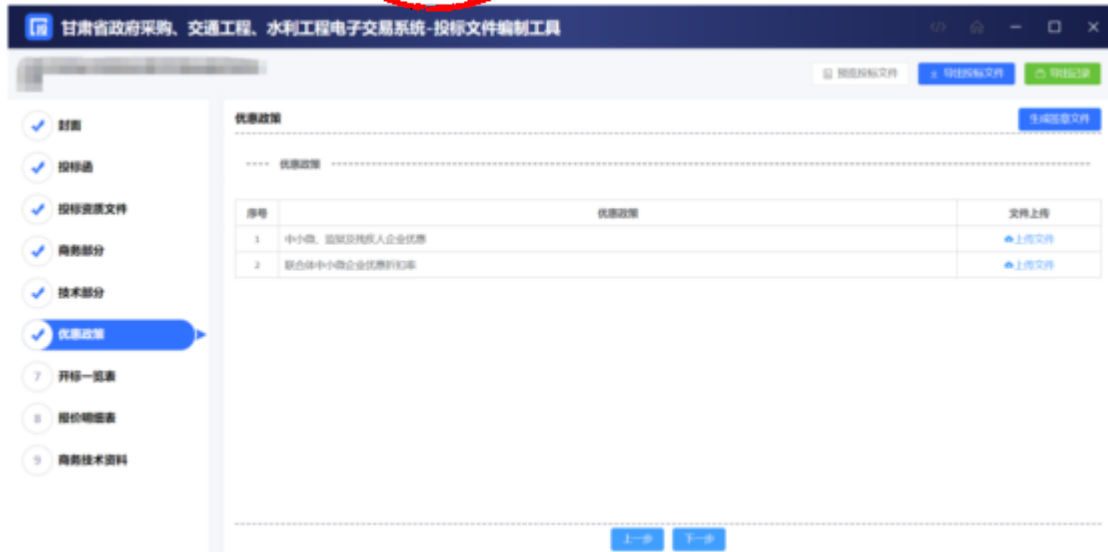 甘肃省政府采购、交通工程、水利工程电子交易系统-投标文件编制工具
预览投标文件 导出投标文件 导出记录
封面
投标函
投标资质文件
商务部分
技术部分
优惠政策
7 开标一览表
8 报价明细表
9 商务技术资料
优惠政策 生成签章文件
优惠政策
序号 优惠政策 文件上传
1 中小微、监狱及残疾人企业优惠 上传文件
2 联合体中小微企业优惠折扣率 上传文件
上一步 下一步